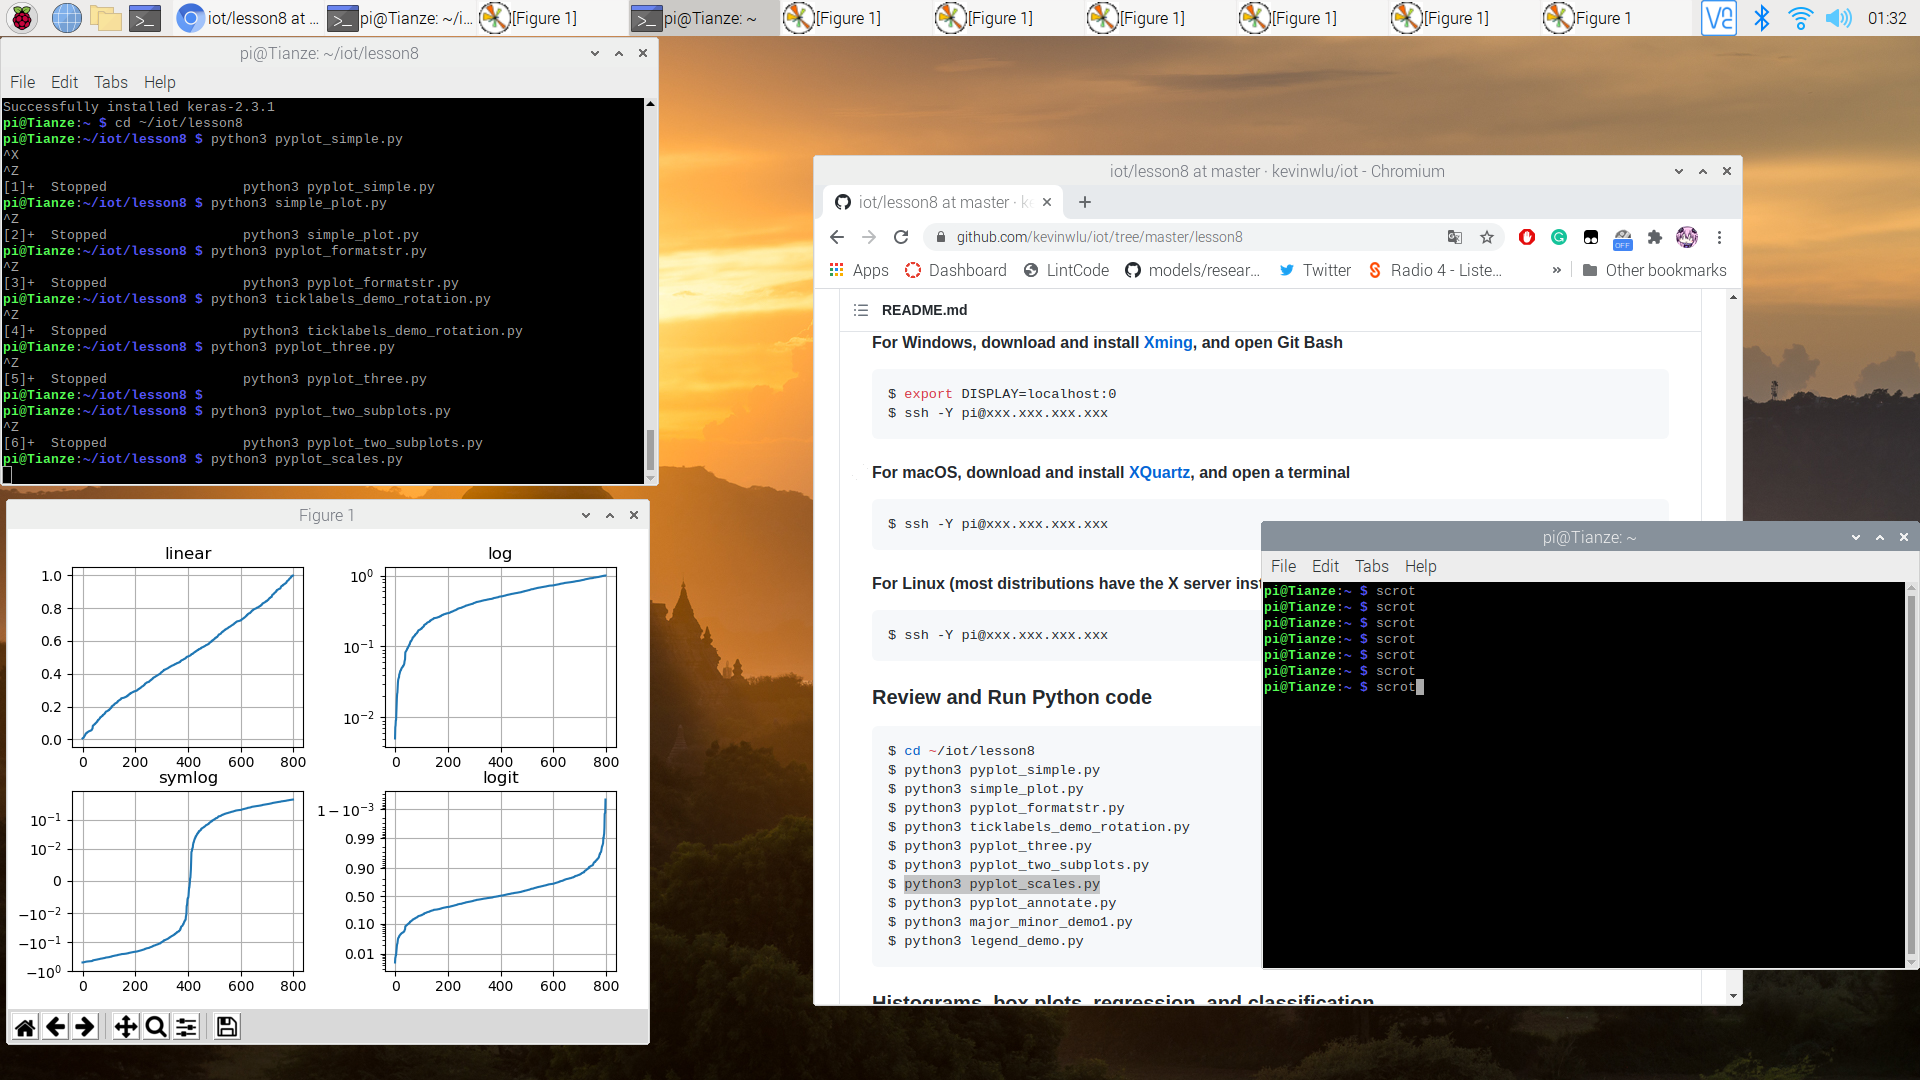 iot/lesson8 at ...
pi@Tianze: ~/i...
[Figure 1]
pi@Tianze: ~
[Figure 1]
[Figure 1]
[Figure 1]
[Figure 1]
[Figure 1]
Figure 1
01:32
pi@Tianze: ~/iot/lesson8
File Edit Tabs Help
Successfully installed keras-2.3.1
pi@Tianze:~ $ cd ~/iot/lesson8
pi@Tianze:~/iot/lesson8 $ python3 pyplot_simple.py
^X
^Z
[1]+  Stopped                 python3 pyplot_simple.py
pi@Tianze:~/iot/lesson8 $ python3 simple_plot.py
^Z
[2]+  Stopped                 python3 simple_plot.py
pi@Tianze:~/iot/lesson8 $ python3 pyplot_formatstr.py
^Z
[3]+  Stopped                 python3 pyplot_formatstr.py
pi@Tianze:~/iot/lesson8 $ python3 ticklabels_demo_rotation.py
^Z
[4]+  Stopped                 python3 ticklabels_demo_rotation.py
pi@Tianze:~/iot/lesson8 $ python3 pyplot_three.py
^Z
[5]+  Stopped                 python3 pyplot_three.py
pi@Tianze:~/iot/lesson8 $
pi@Tianze:~/iot/lesson8 $ python3 pyplot_two_subplots.py
^Z
[6]+  Stopped                 python3 pyplot_two_subplots.py
pi@Tianze:~/iot/lesson8 $ python3 pyplot_scales.py
Figure 1
linear
1.0
0.8
0.6
0.4
0.2
0.0
0 200 400 600 800
log
10⁰
10⁻¹
10⁻²
0 200 400 600 800
symlog
10⁻¹
10⁻²
0
−10⁻²
−10⁻¹
−10⁰
0 200 400 600 800
logit
1 − 10⁻³
0.99
0.90
0.50
0.10
0.01
0 200 400 600 800
iot/lesson8 at master · kevinwlu/iot - Chromium
iot/lesson8 at master · ke
github.com/kevinwlu/iot/tree/master/lesson8
OFF
Apps Dashboard LintCode models/resear... Twitter Radio 4 - Liste... » Other bookmarks
README.md
For Windows, download and install Xming, and open Git Bash
$ export DISPLAY=localhost:0
$ ssh -Y pi@xxx.xxx.xxx.xxx
For macOS, download and install XQuartz, and open a terminal
$ ssh -Y pi@xxx.xxx.xxx.xxx
For Linux (most distributions have the X server inst
$ ssh -Y pi@xxx.xxx.xxx.xxx
Review and Run Python code
$ cd ~/iot/lesson8
$ python3 pyplot_simple.py
$ python3 simple_plot.py
$ python3 pyplot_formatstr.py
$ python3 ticklabels_demo_rotation.py
$ python3 pyplot_three.py
$ python3 pyplot_two_subplots.py
$ python3 pyplot_scales.py
$ python3 pyplot_annotate.py
$ python3 major_minor_demo1.py
$ python3 legend_demo.py
Histograms, box plots, regression, and classification
pi@Tianze: ~
File Edit Tabs Help
pi@Tianze:~ $ scrot
pi@Tianze:~ $ scrot
pi@Tianze:~ $ scrot
pi@Tianze:~ $ scrot
pi@Tianze:~ $ scrot
pi@Tianze:~ $ scrot
pi@Tianze:~ $ scrot